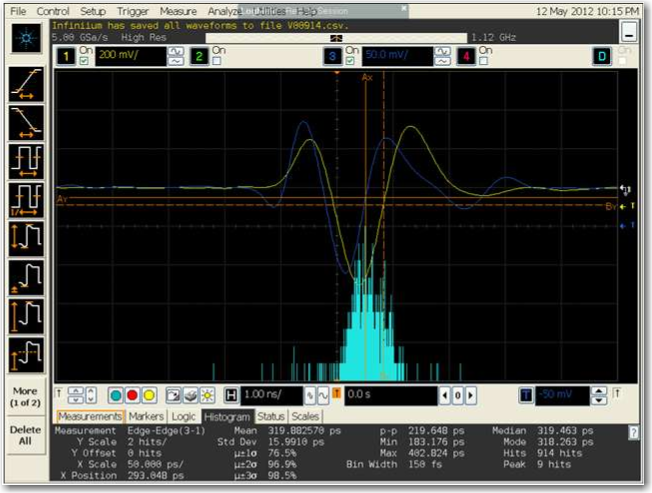 File Control Setup Trigger Measure Analyze Utilities Help 12 May 2012 10:15 PM
Infiniium has saved all waveforms to file V00914.csv.
5.00 GSa/s High Res 1.12 GHz
1 On 200 mV/ 2 On 3 On 50.0 mV/ 4 On D
Ax
Ay By
T
T
More
(1 of 2)
Delete
All
T H 1.00 ns/ T 0.0 s 0 T -50 mV T
Measurements Markers Logic Histogram Status Scales
Measurement Edge-Edge(3-1) Mean 319.882570 ps p-p 219.648 ps Median 319.463 ps
Y Scale 2 hits/ Std Dev 15.9910 ps Min 183.176 ps Mode 318.263 ps
Y Offset 0 hits μ±1σ 76.5% Max 402.824 ps Hits 914 hits
X Scale 50.000 ps/ μ±2σ 96.9% Bin Width 150 fs Peak 9 hits
X Position 293.048 ps μ±3σ 98.5%
?